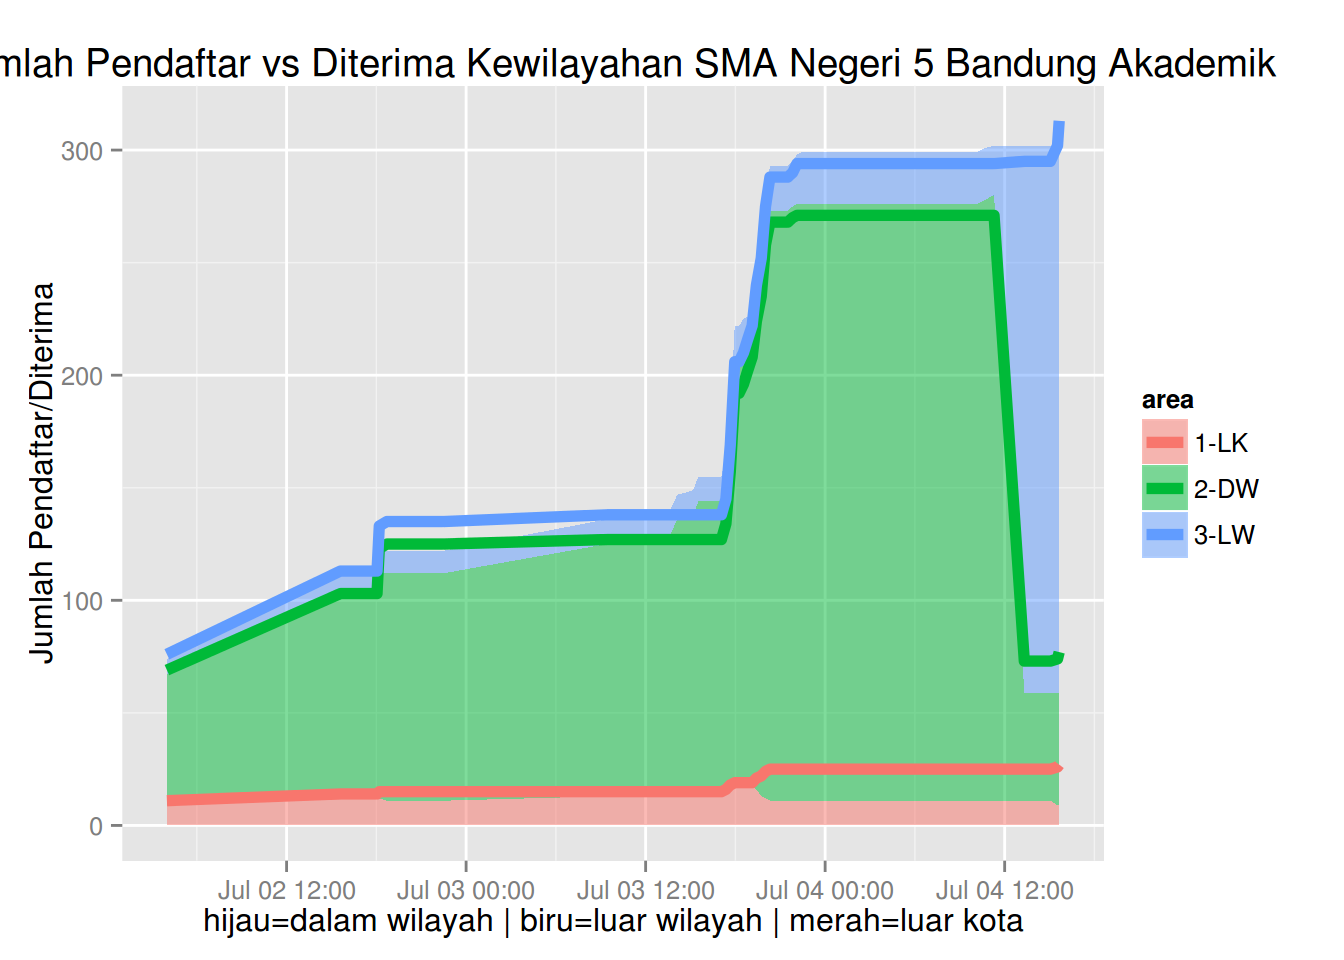 mlah Pendaftar vs Diterima Kewilayahan SMA Negeri 5 Bandung Akademik
Jumlah Pendaftar/Diterima
300
200
100
0
Jul 02 12:00
Jul 03 00:00
Jul 03 12:00
Jul 04 00:00
Jul 04 12:00
hijau=dalam wilayah | biru=luar wilayah | merah=luar kota
area
1-LK
2-DW
3-LW